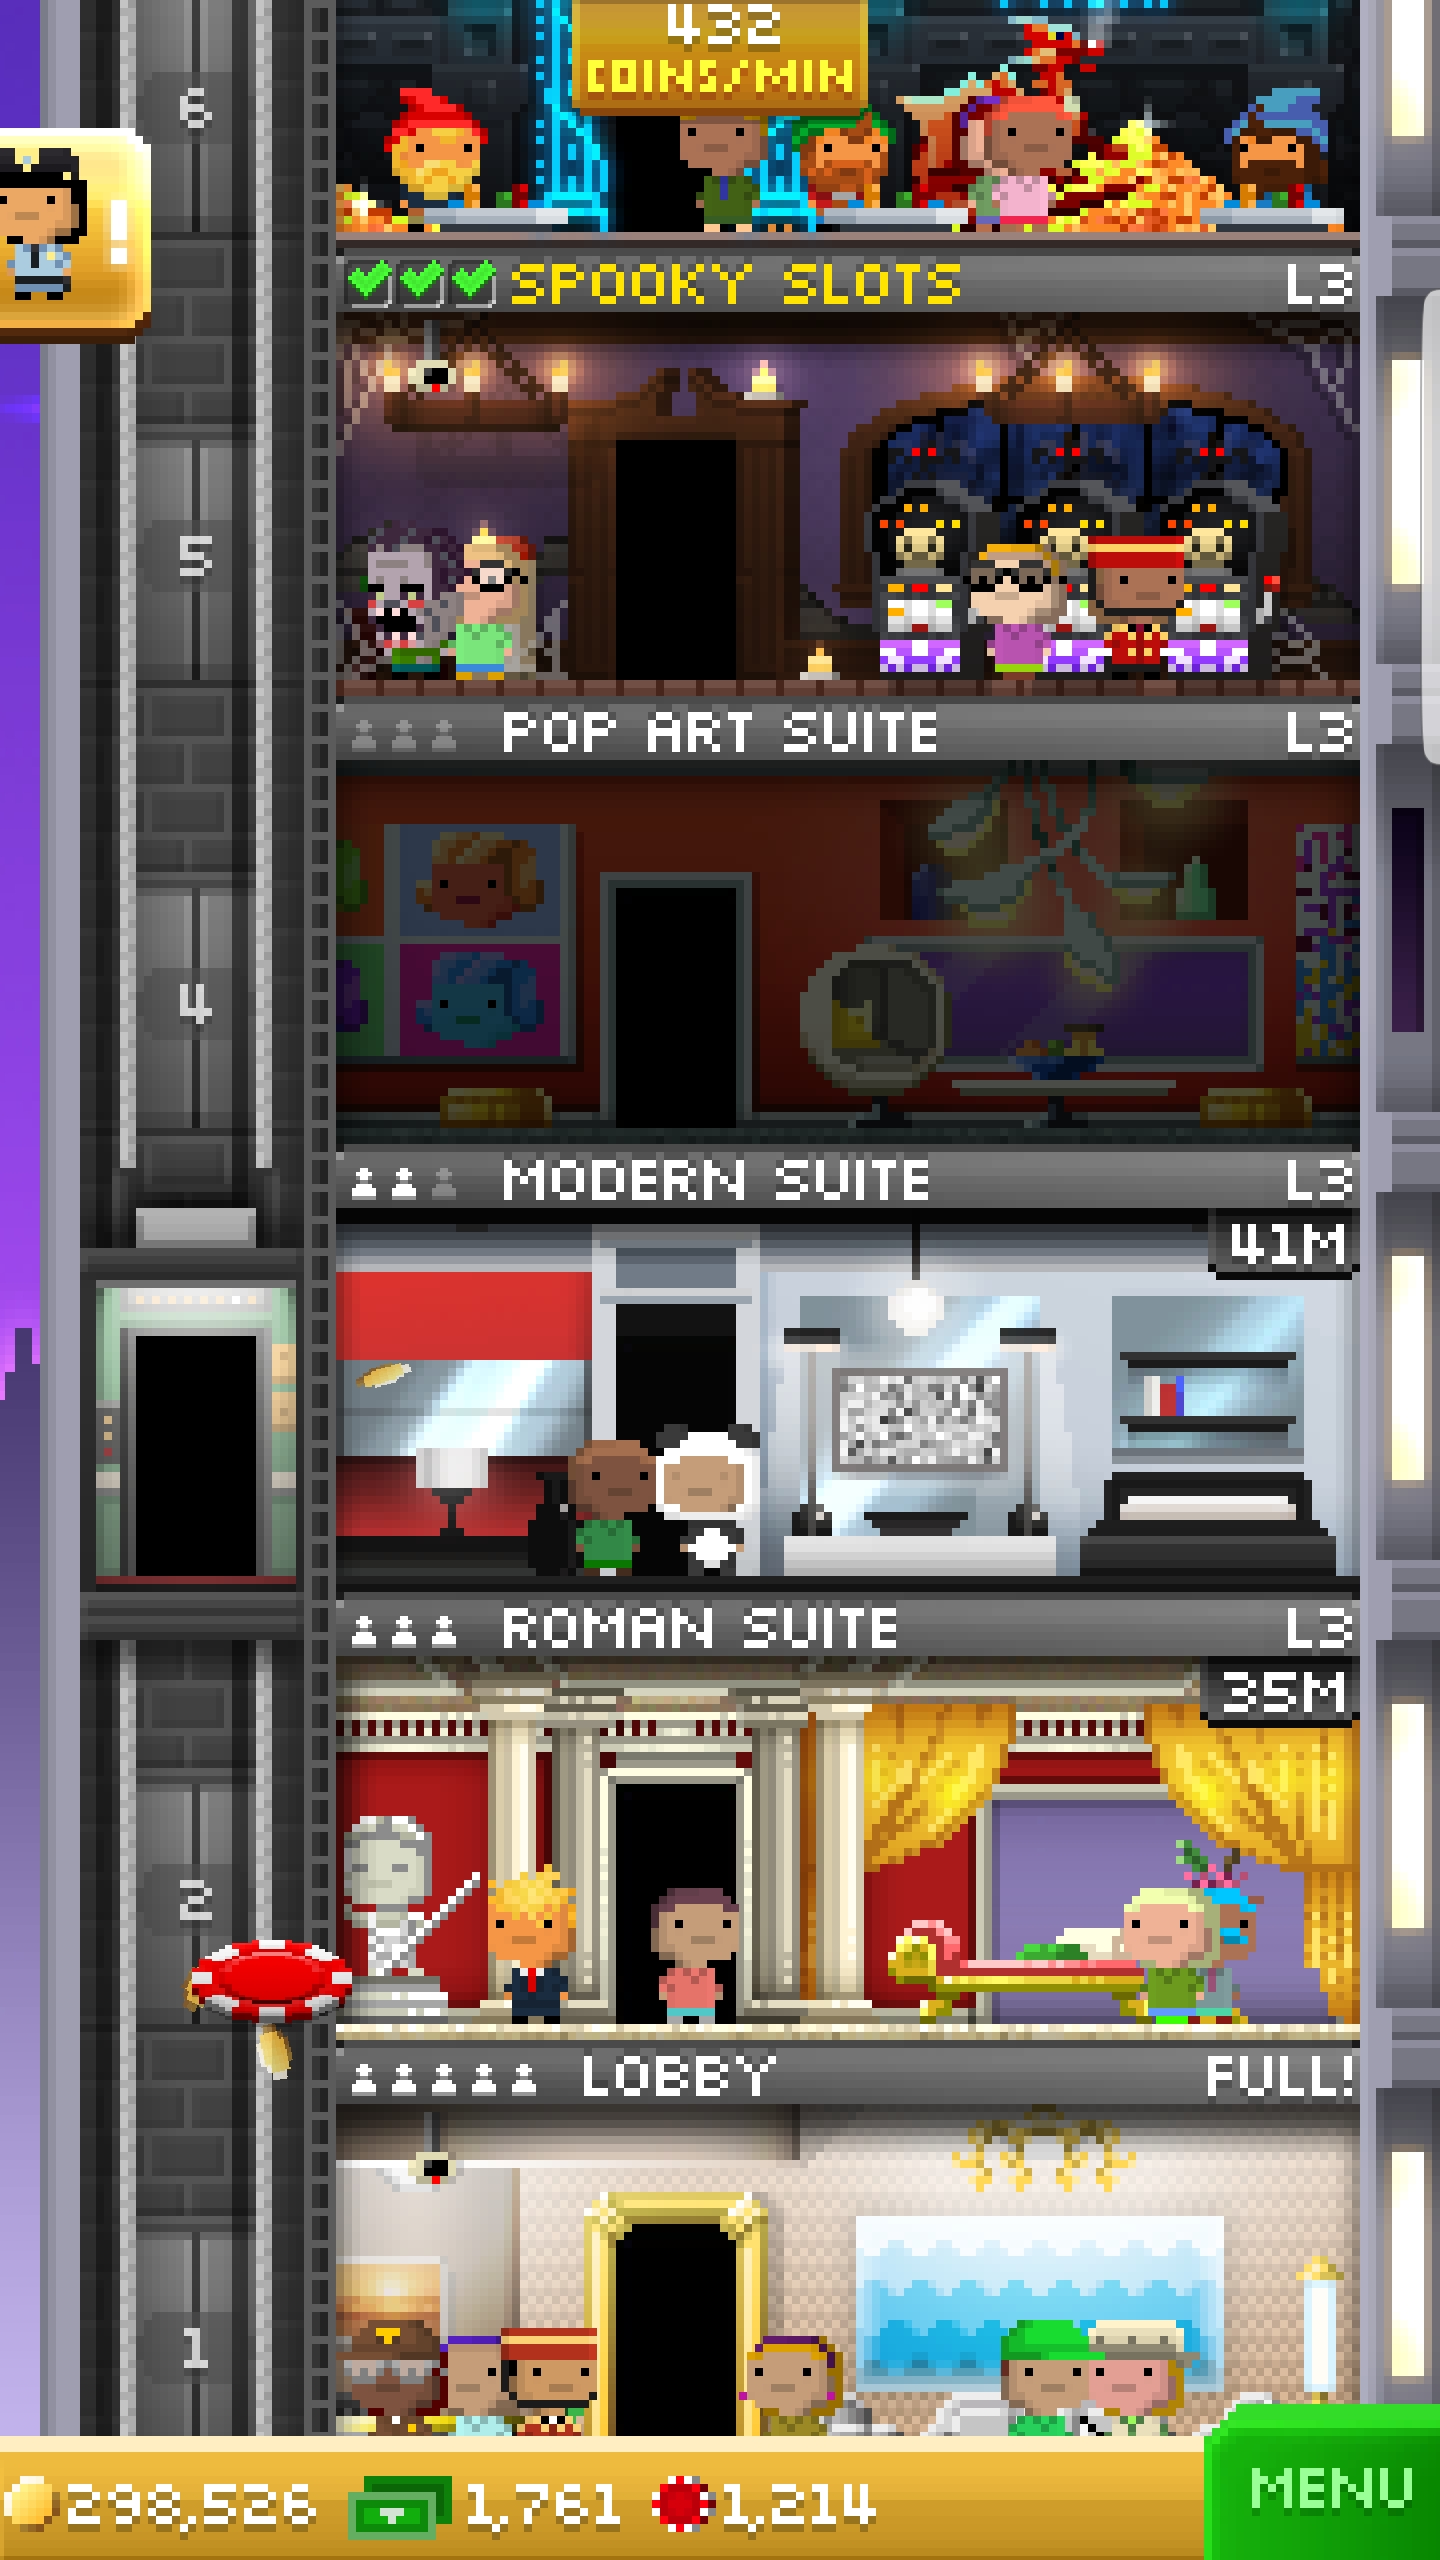 432
COINS/MIN
6
!
SPOOKY SLOTS L3
5
POP ART SUITE L3
4
MODERN SUITE L3
41M
ROMAN SUITE L3
35M
2
LOBBY FULL!
1
298,526 1,761 1,214
MENU